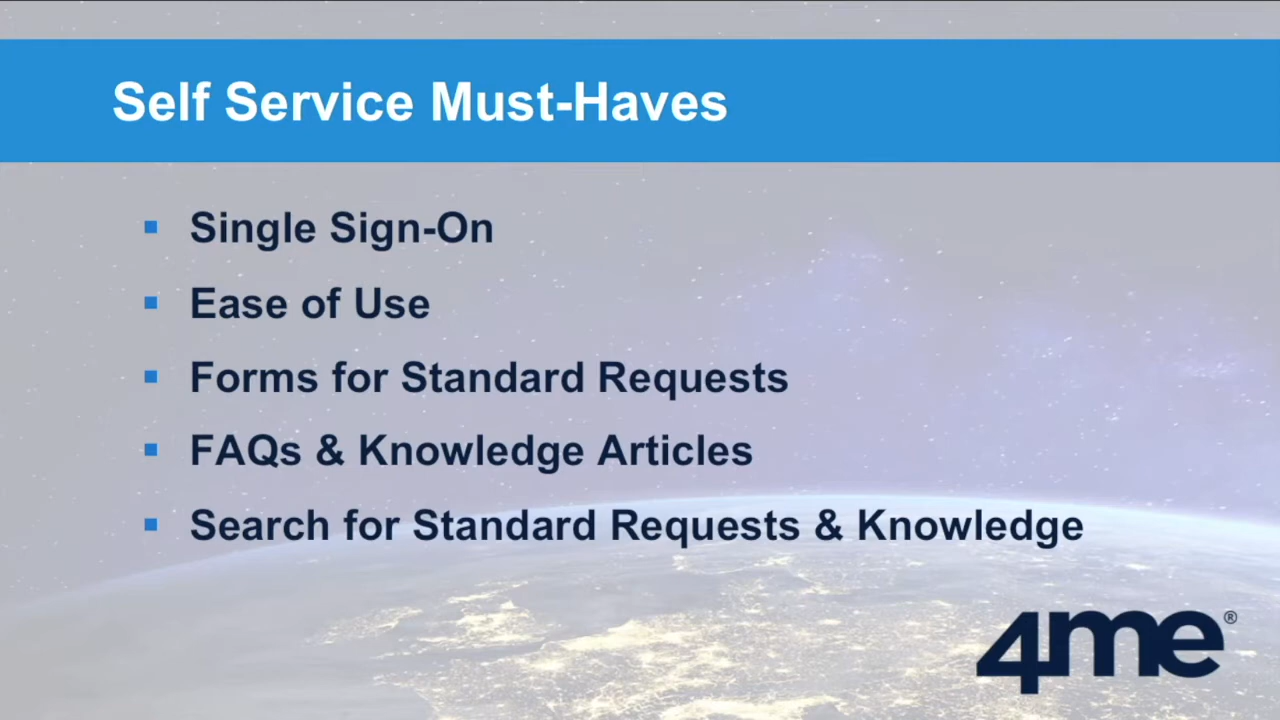 Self Service Must-Haves
Single Sign-On
Ease of Use
Forms for Standard Requests
FAQs & Knowledge Articles
Search for Standard Requests & Knowledge
4me®